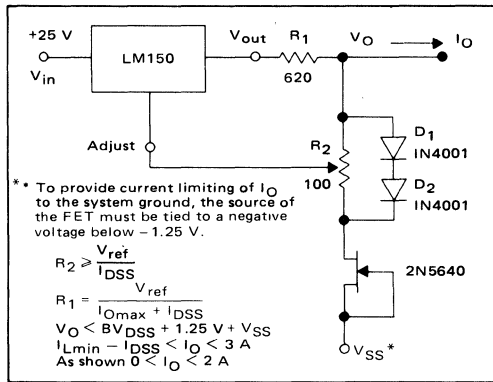 +25 V
V_in
LM150
V_out
R_1
620
V_O
I_O
Adjust
R_2
100
D_1
IN4001
D_2
IN4001
2N5640
V_SS*
** To provide current limiting of I_O
to the system ground, the source of
the FET must be tied to a negative
voltage below −1.25 V.
R_2 ⩾ V_ref / I_DSS
R_1 = V_ref / I_Omax + I_DSS
V_O < BV_DSS + 1.25 V + V_SS
I_Lmin − I_DSS < I_O < 3 A
As shown 0 < I_O < 2 A